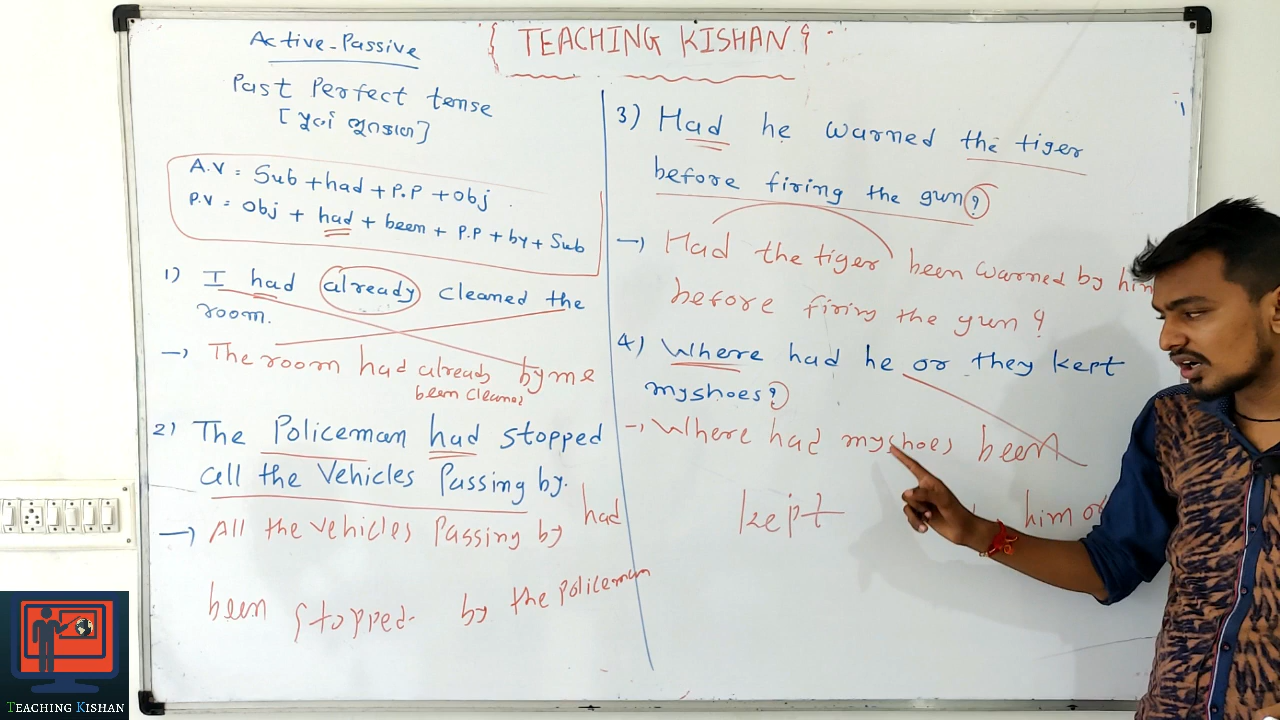 { TEACHING KISHAN }
Active-Passive
Past Perfect tense
[પૂર્ણ ભૂતકાળ]
A.V = Sub + had + P.P + obj.
P.V = Obj + had + been + P.P + by + Sub
1) I had already cleaned the
room.
→ The room had already by me
been cleaned
2) The Policeman had stopped
all the Vehicles Passing by.
→ All the vehicles Passing by had
been stopped. by the Policeman
3) Had he warned the tiger
before firing the gun?
→ Had the tiger been warned by him
before firing the gun?
4) Where had he or they kept
my shoes?
→ Where had my shoes been
kept him or
TEACHING KISHAN